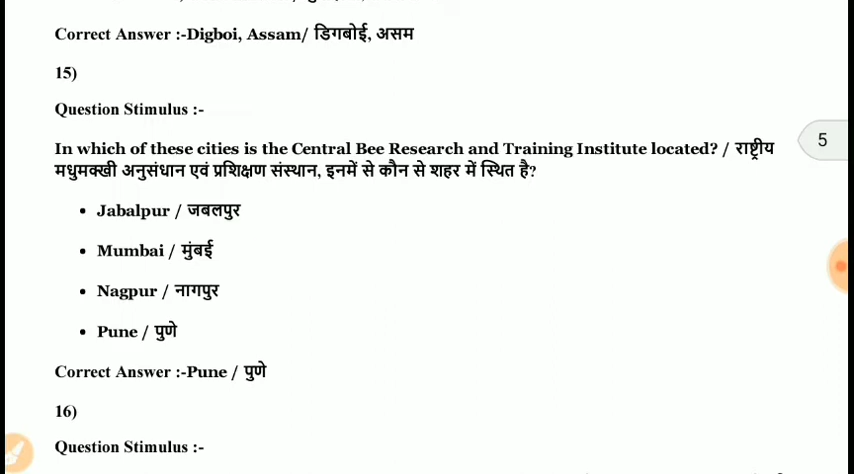 Correct Answer :-Digboi, Assam/ डिगबोई, असम
15)
Question Stimulus :-
In which of these cities is the Central Bee Research and Training Institute located? / राष्ट्रीय
मधुमक्खी अनुसंधान एवं प्रशिक्षण संस्थान, इनमें से कौन से शहर में स्थित है?
5
• Jabalpur / जबलपुर
• Mumbai / मुंबई
• Nagpur / नागपुर
• Pune / पुणे
Correct Answer :-Pune / पुणे
16)
Question Stimulus :-